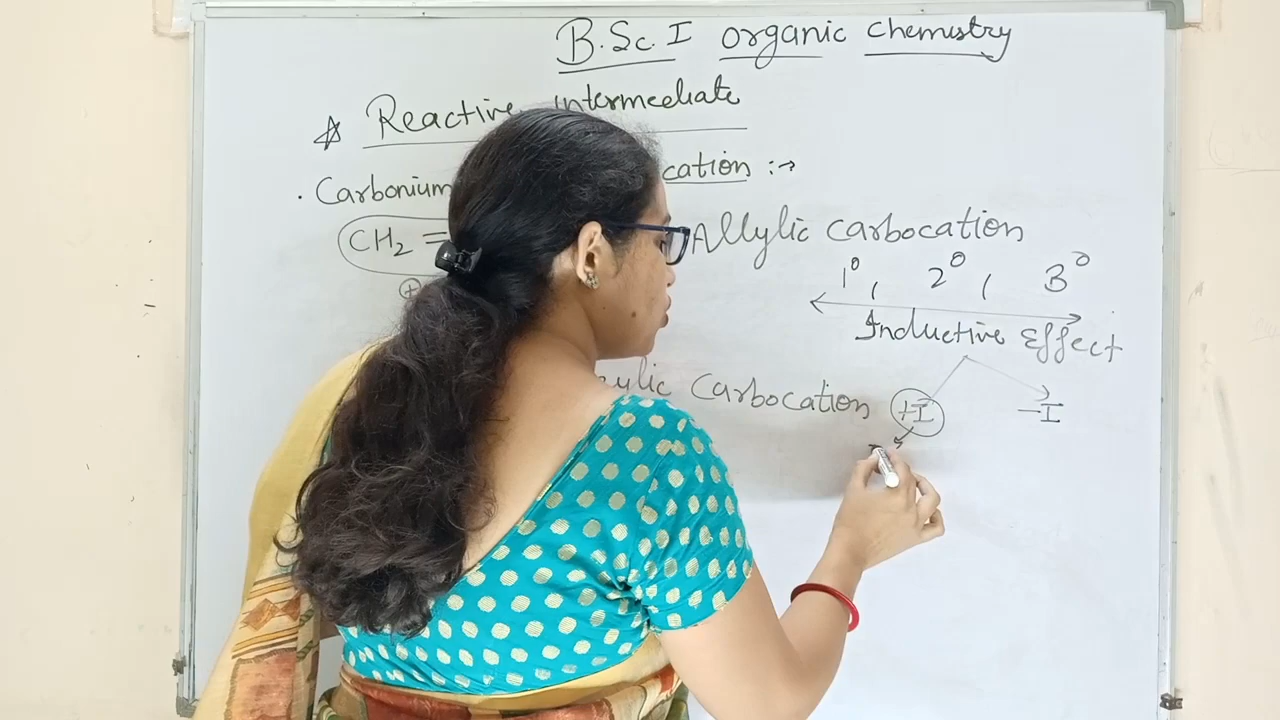 B.Sc. I organic chemistry
☆ Reactive intermediate
· Carbonium cation :→
CH₂ = Allylic carbocation
⊕
1°, 2°, 3°
Inductive Effect
Carbocation +I -I